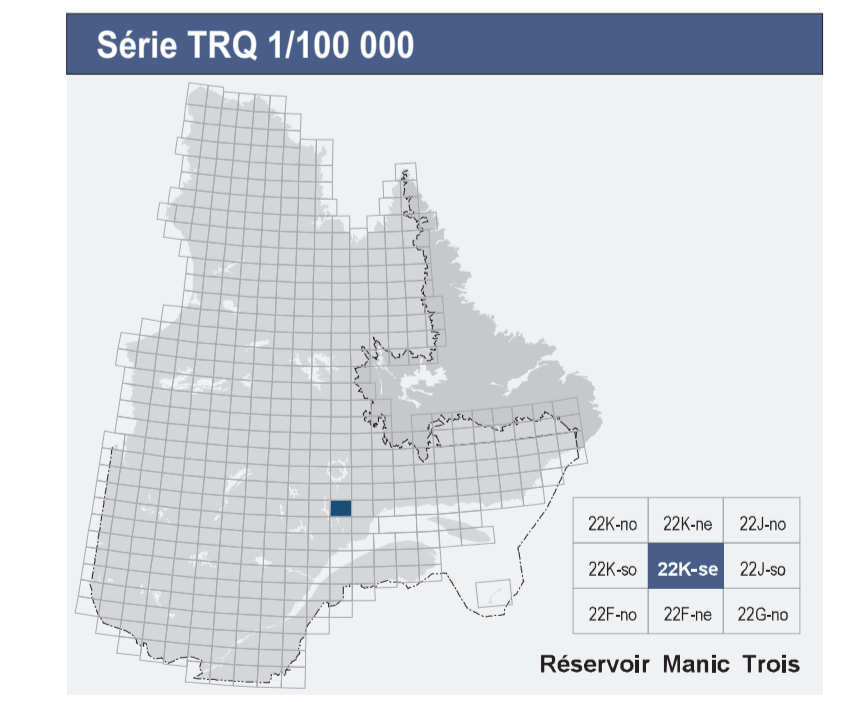 Série TRQ 1/100 000
22K-no 22K-ne 22J-no
22K-so 22K-se 22J-so
22F-no 22F-ne 22G-no
Réservoir Manic Trois